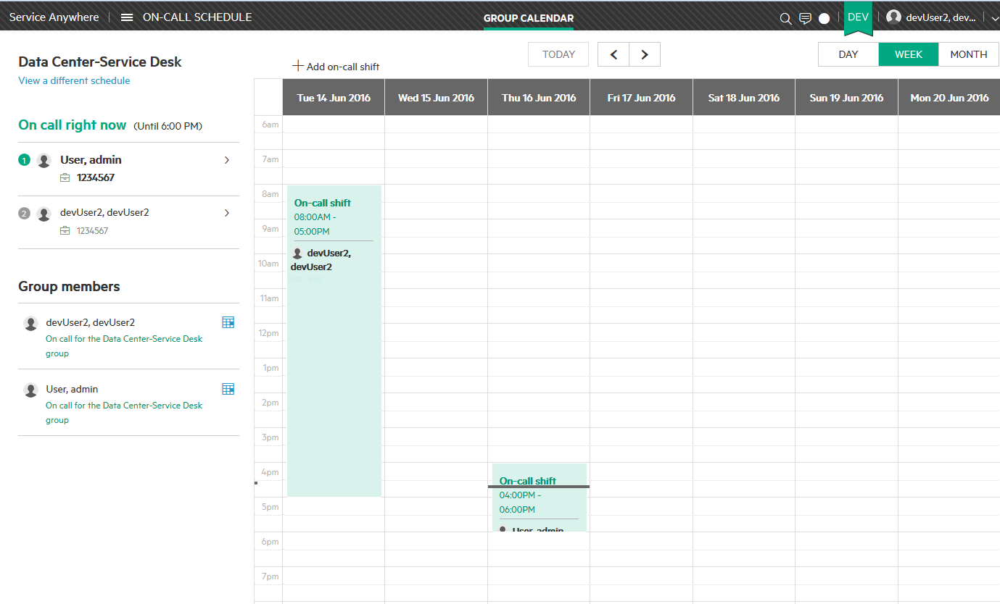 Service Anywhere
ON-CALL SCHEDULE
GROUP CALENDAR
DEV
devUser2, dev...
Data Center-Service Desk
View a different schedule
On call right now (Until 6:00 PM)
1 User, admin
1234567
2 devUser2, devUser2
1234567
Group members
devUser2, devUser2
On call for the Data Center-Service Desk
group
User, admin
On call for the Data Center-Service Desk
group
Add on-call shift
TODAY
DAY WEEK MONTH
Tue 14 Jun 2016 Wed 15 Jun 2016 Thu 16 Jun 2016 Fri 17 Jun 2016 Sat 18 Jun 2016 Sun 19 Jun 2016 Mon 20 Jun 2016
6am
7am
8am
9am
10am
11am
12pm
1pm
2pm
3pm
4pm
5pm
6pm
7pm
On-call shift
08:00AM -
05:00PM
devUser2,
devUser2
On-call shift
04:00PM -
06:00PM
User, admin